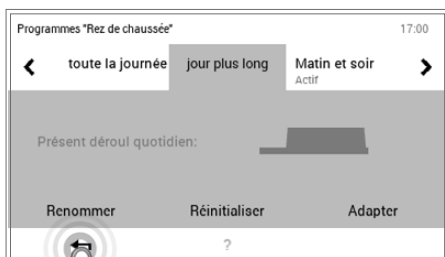 Programmes "Rez de chaussée" 17:00
toute la journée jour plus long Matin et soir
Actif
Présent déroul quotidien:
Renommer Réinitialiser Adapter
?